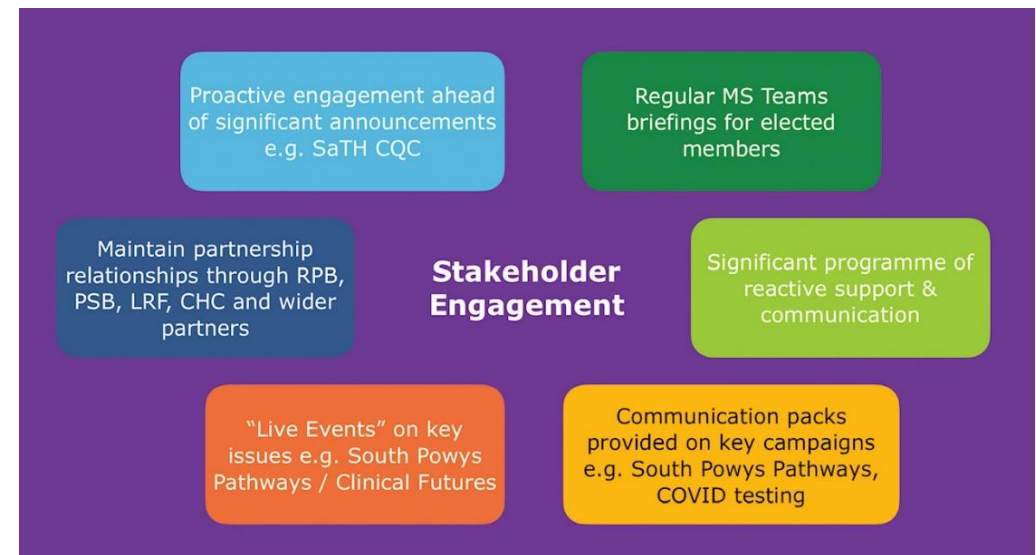 Proactive engagement ahead
of significant announcements
e.g. SaTH CQC
Regular MS Teams
briefings for elected
members
Maintain partnership
relationships through RPB,
PSB, LRF, CHC and wider
partners
Stakeholder
Engagement
Significant programme of
reactive support &
communication
“Live Events” on key
issues e.g. South Powys
Pathways / Clinical Futures
Communication packs
provided on key campaigns
e.g. South Powys Pathways,
COVID testing